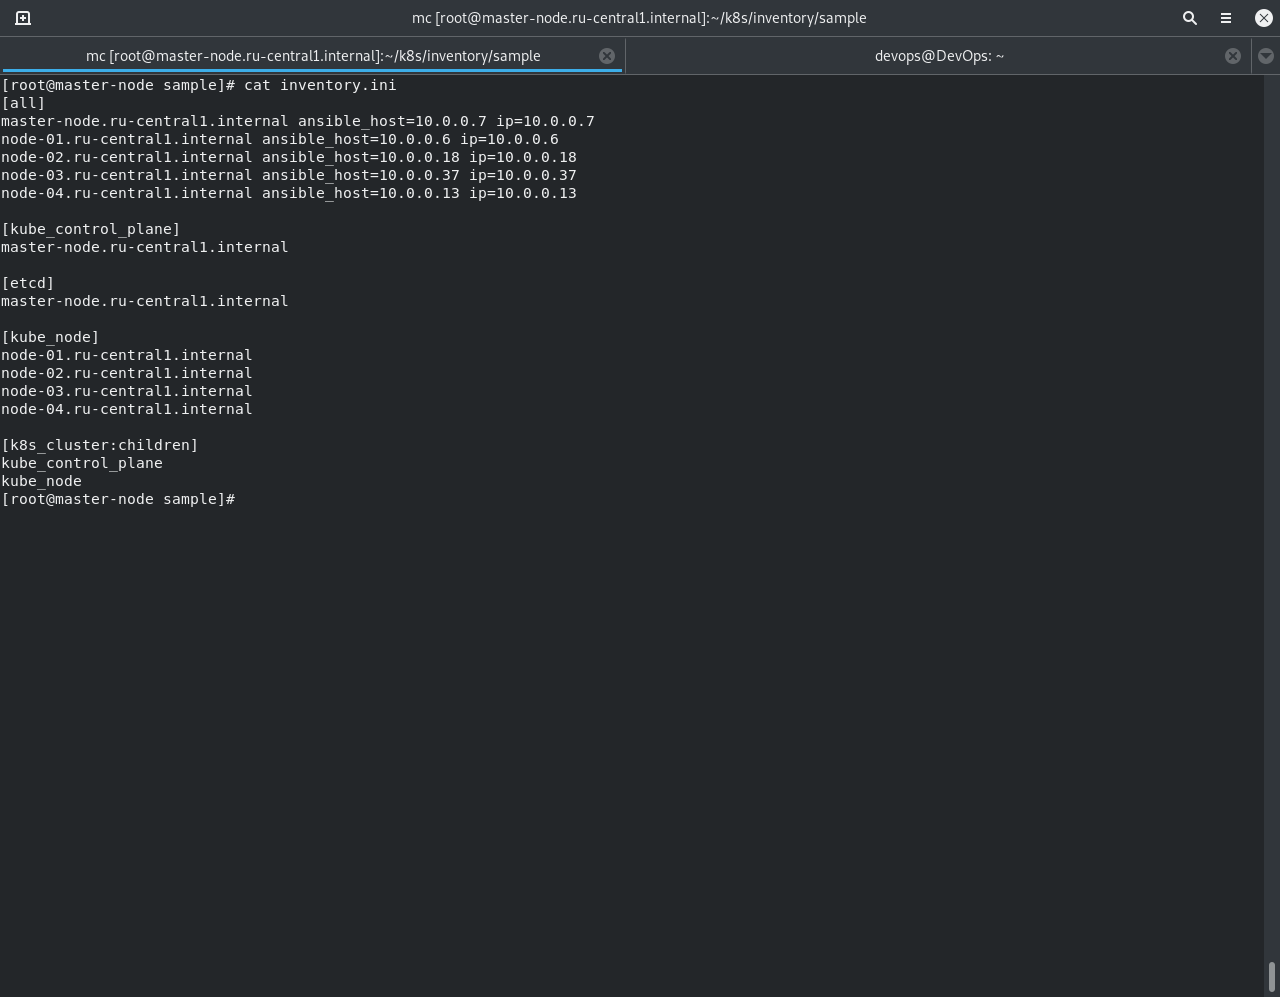 mc [root@master-node.ru-central1.internal]:~/k8s/inventory/sample
mc [root@master-node.ru-central1.internal]:~/k8s/inventory/sample
devops@DevOps: ~
[root@master-node sample]# cat inventory.ini
[all]
master-node.ru-central1.internal ansible_host=10.0.0.7 ip=10.0.0.7
node-01.ru-central1.internal ansible_host=10.0.0.6 ip=10.0.0.6
node-02.ru-central1.internal ansible_host=10.0.0.18 ip=10.0.0.18
node-03.ru-central1.internal ansible_host=10.0.0.37 ip=10.0.0.37
node-04.ru-central1.internal ansible_host=10.0.0.13 ip=10.0.0.13
[kube_control_plane]
master-node.ru-central1.internal
[etcd]
master-node.ru-central1.internal
[kube_node]
node-01.ru-central1.internal
node-02.ru-central1.internal
node-03.ru-central1.internal
node-04.ru-central1.internal
[k8s_cluster:children]
kube_control_plane
kube_node
[root@master-node sample]#